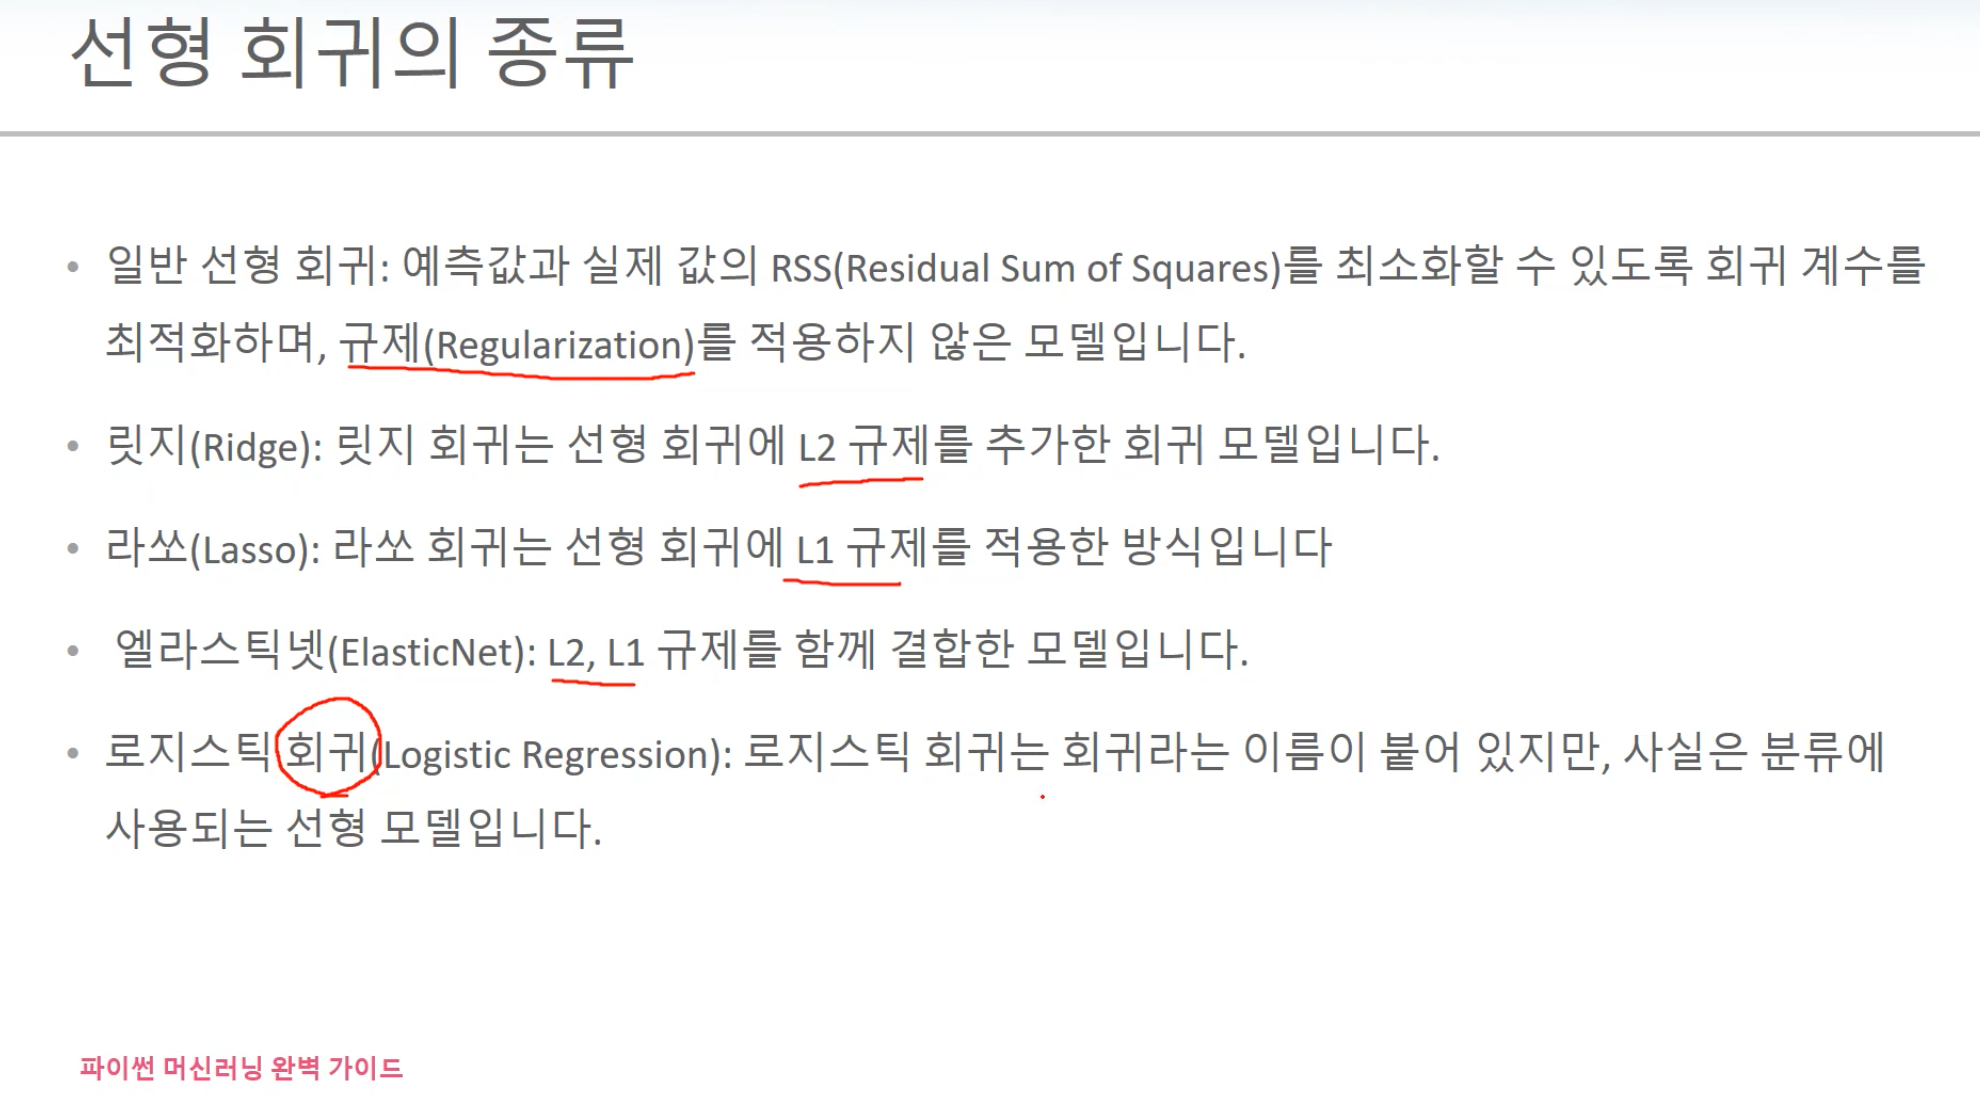 선형 회귀의 종류
• 일반 선형 회귀: 예측값과 실제 값의 RSS(Residual Sum of Squares)를 최소화할 수 있도록 회귀 계수를
최적화하며, 규제(Regularization)를 적용하지 않은 모델입니다.
• 릿지(Ridge): 릿지 회귀는 선형 회귀에 L2 규제를 추가한 회귀 모델입니다.
• 라쏘(Lasso): 라쏘 회귀는 선형 회귀에 L1 규제를 적용한 방식입니다
• 엘라스틱넷(ElasticNet): L2, L1 규제를 함께 결합한 모델입니다.
• 로지스틱 회귀(Logistic Regression): 로지스틱 회귀는 회귀라는 이름이 붙어 있지만, 사실은 분류에
사용되는 선형 모델입니다.
파이썬 머신러닝 완벽 가이드